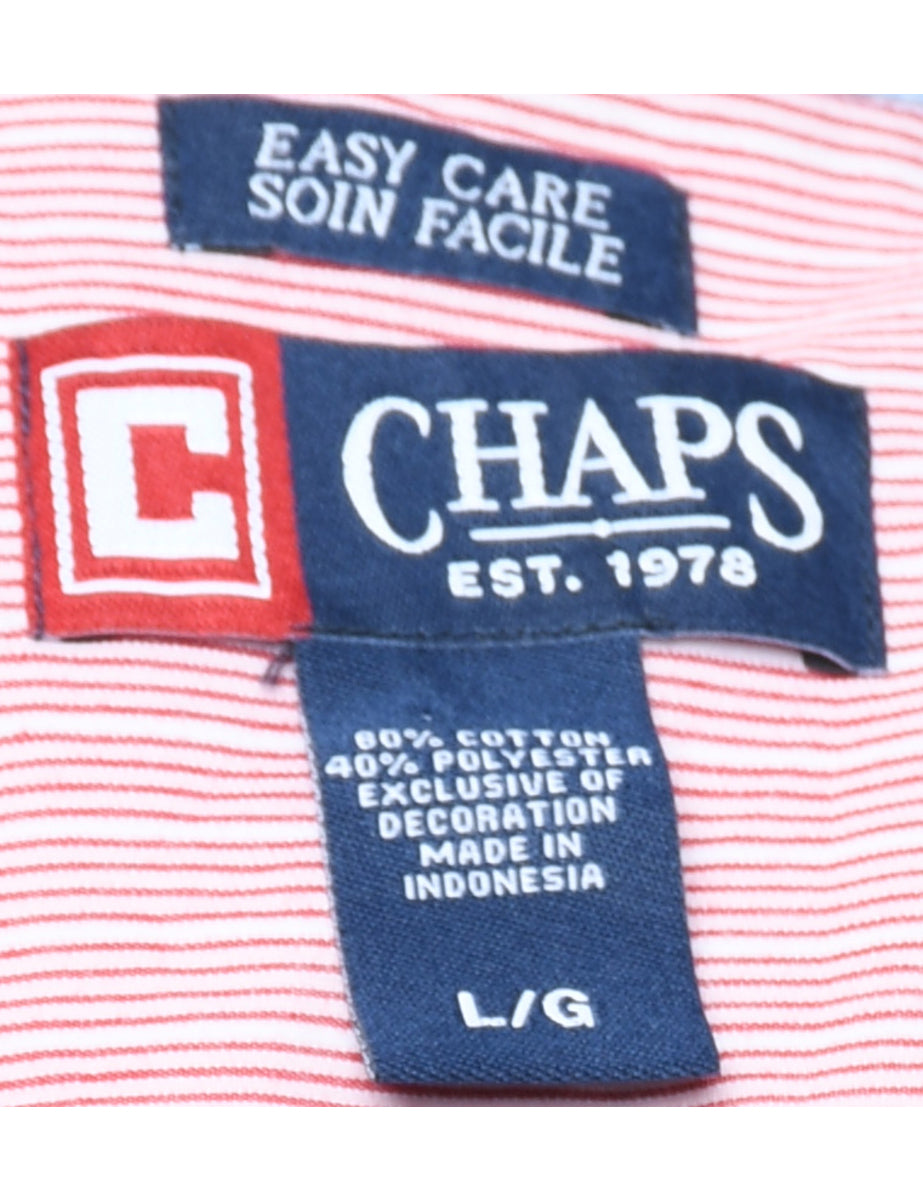 EASY CARE
SOIN FACILE
C
CHAPS
EST. 1978
60% COTTON
40% POLYESTER
EXCLUSIVE OF
DECORATION
MADE IN
INDONESIA
L/G